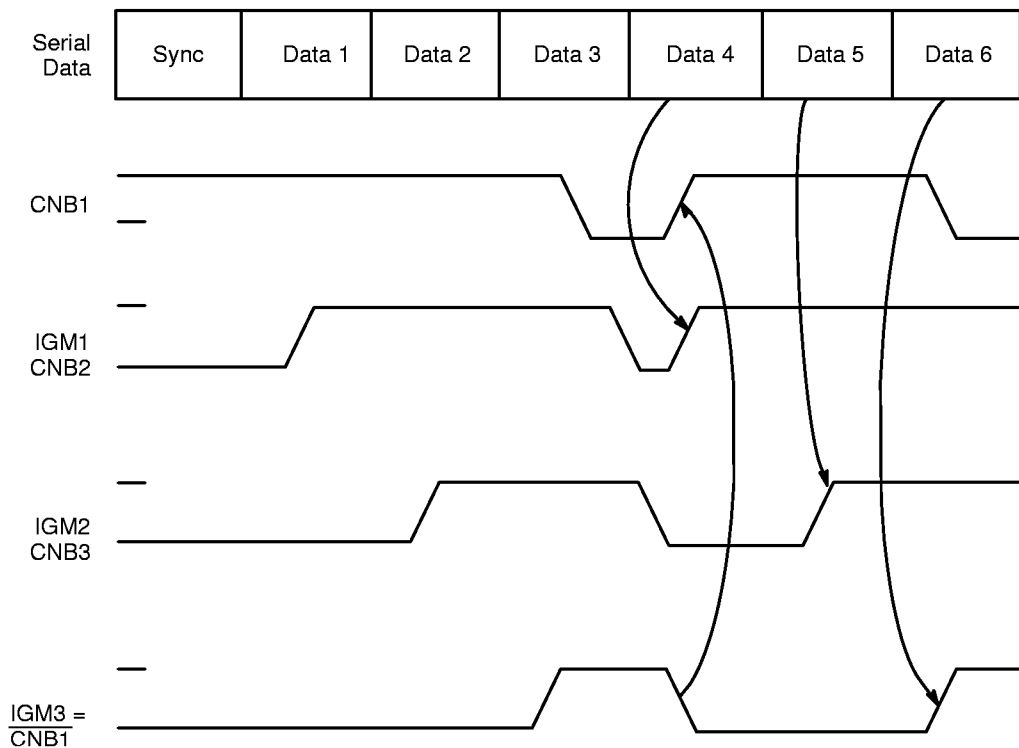 Serial
Data
Sync Data 1 Data 2 Data 3 Data 4 Data 5 Data 6
CNB1
IGM1
CNB2
IGM2
CNB3
IGM3 =
CNB1